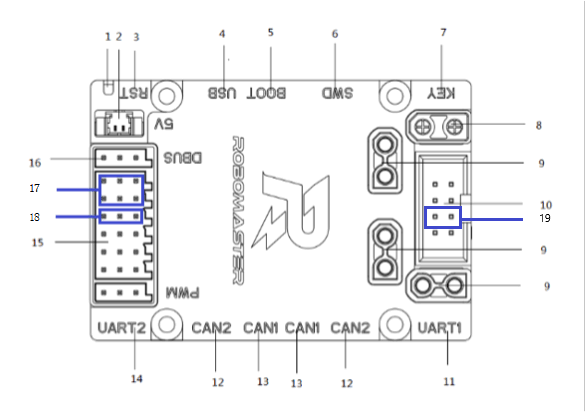 1 2 3 4 5 6 7
RST USB BOOT SWD KEY
5V 8
16 DBUS 9
17
ROBOMASTER
10
18 19
15
9
PWM 9
UART2 CAN2 CAN1 CAN1 CAN2 UART1
14 12 13 13 12 11